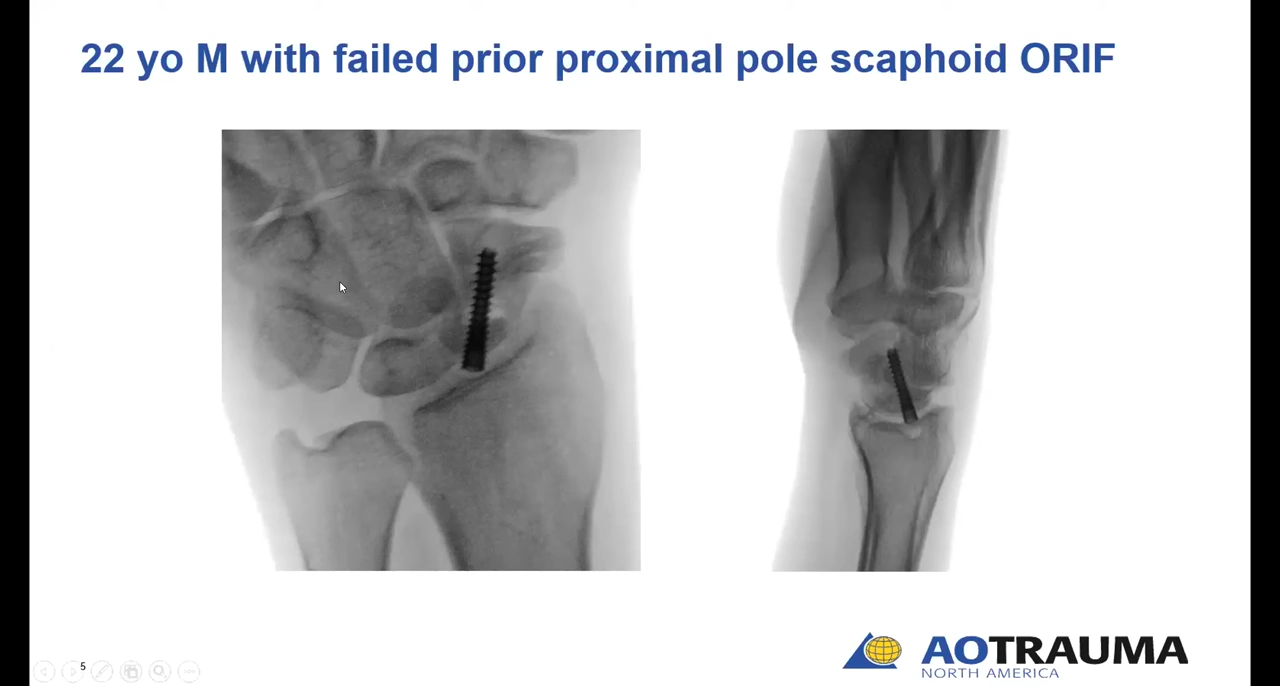 22 yo M with failed prior proximal pole scaphoid ORIF
5
AOTRAUMA
NORTH AMERICA